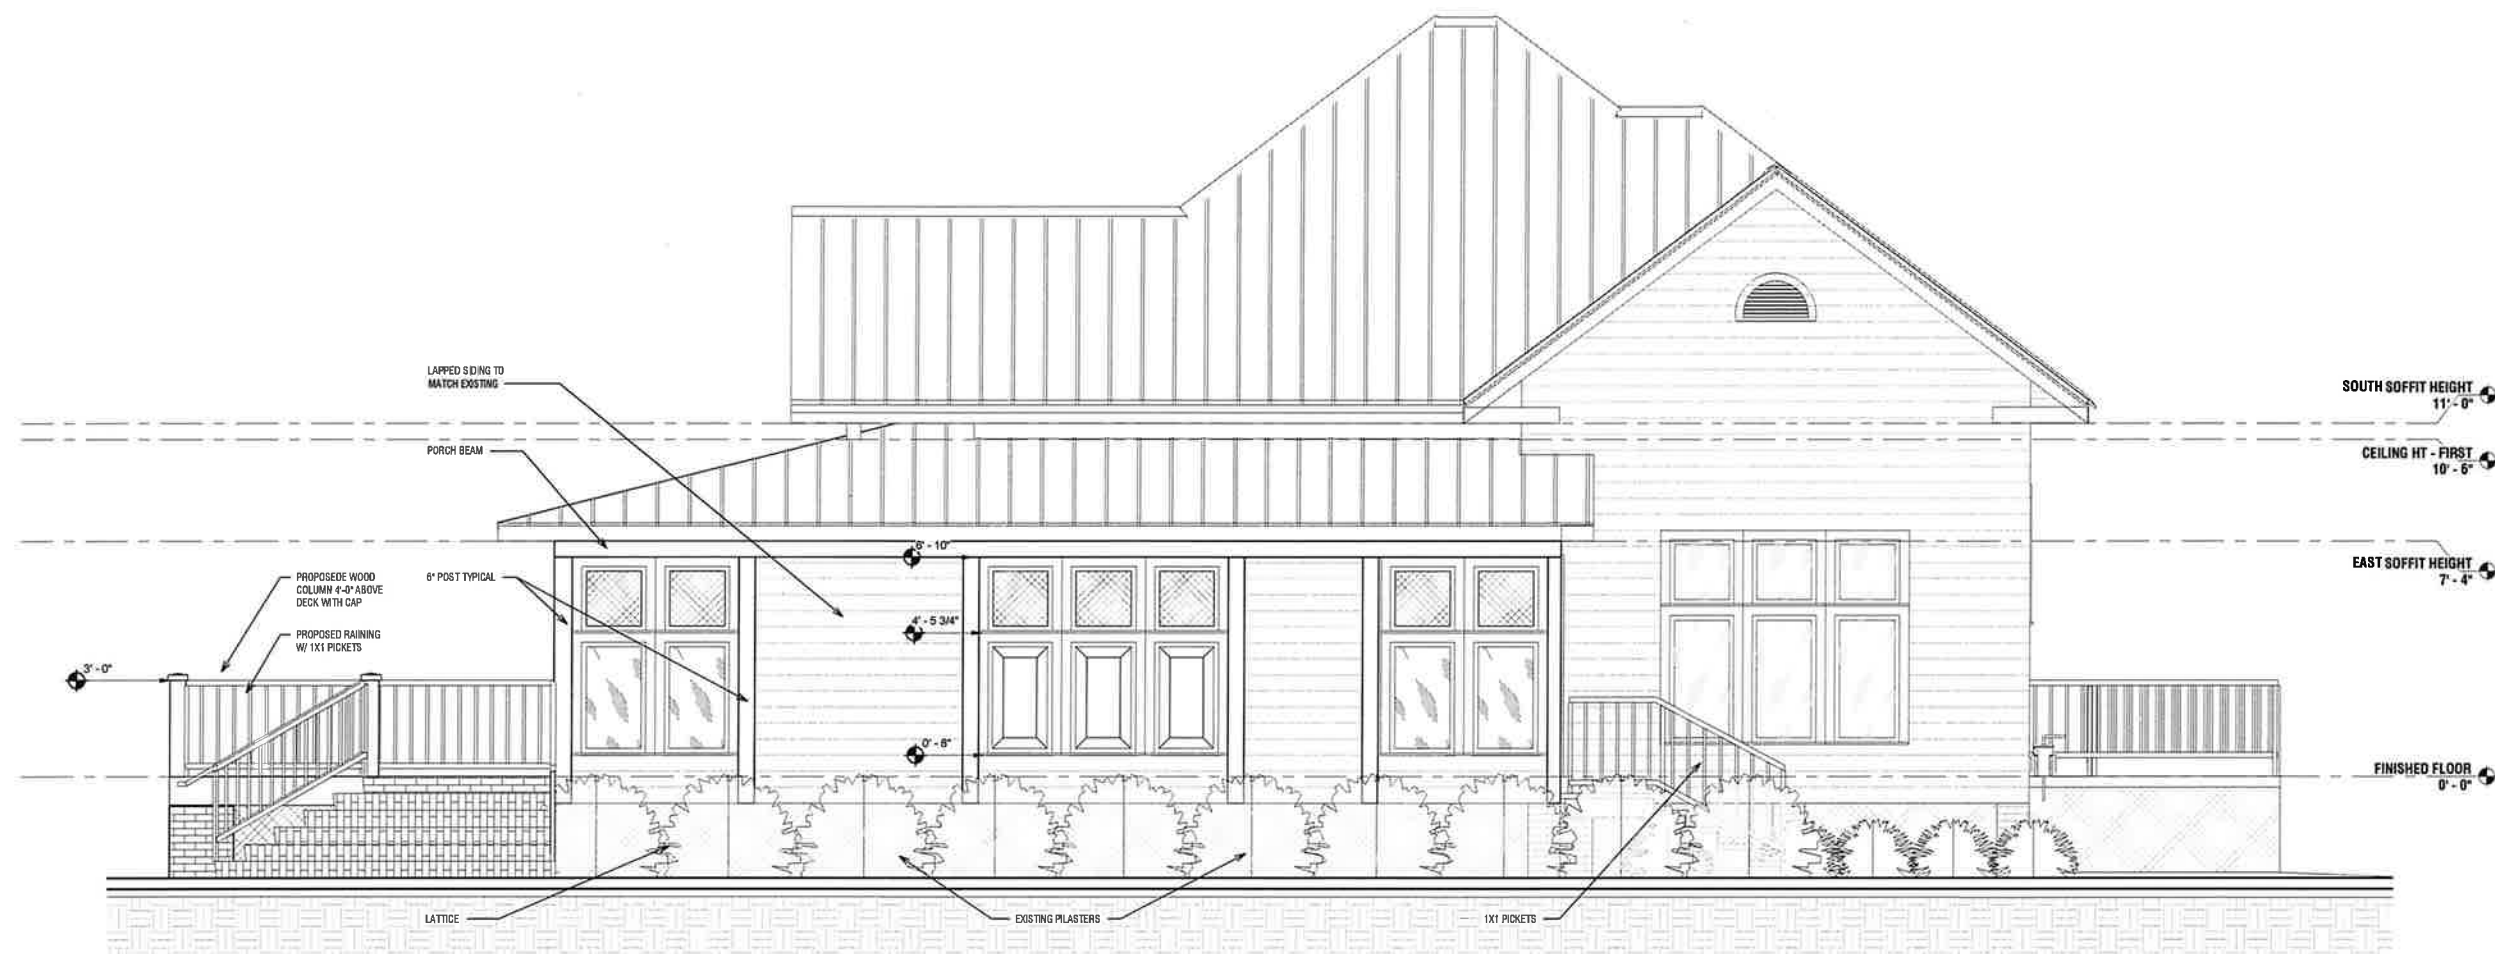 LAPPED SIDING TO
MATCH EXISTING
PORCH BEAM
6" POST TYPICAL
PROPOSEDE WOOD
COLUMN 4'-0" ABOVE
DECK WITH CAP
PROPOSED RAINING
W/ 1X1 PICKETS
3' - 0"
6' - 10"
4' - 5 3/4"
0' - 8"
SOUTH SOFFIT HEIGHT
11' - 0"
CEILING HT - FIRST
10' - 6"
EAST SOFFIT HEIGHT
7' - 4"
FINISHED FLOOR
0' - 0"
LATTICE
EXISTING PILASTERS
1X1 PICKETS